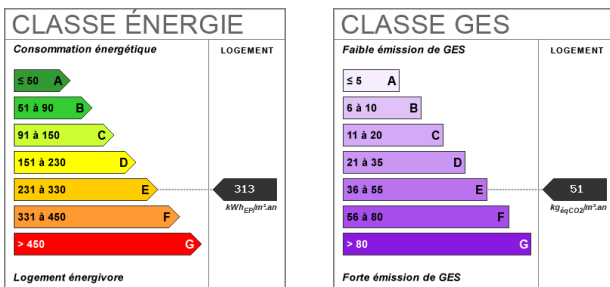 CLASSE ÉNERGIE
Consommation énergétique
LOGEMENT
≤ 50 A
51 à 90 B
91 à 150 C
151 à 230 D
231 à 330 E
313
kWhEP/m².an
331 à 450 F
> 450 G
Logement énergivore
CLASSE GES
Faible émission de GES
LOGEMENT
≤ 5 A
6 à 10 B
11 à 20 C
21 à 35 D
36 à 55 E
51
kgéqCO2/m².an
56 à 80 F
> 80 G
Forte émission de GES